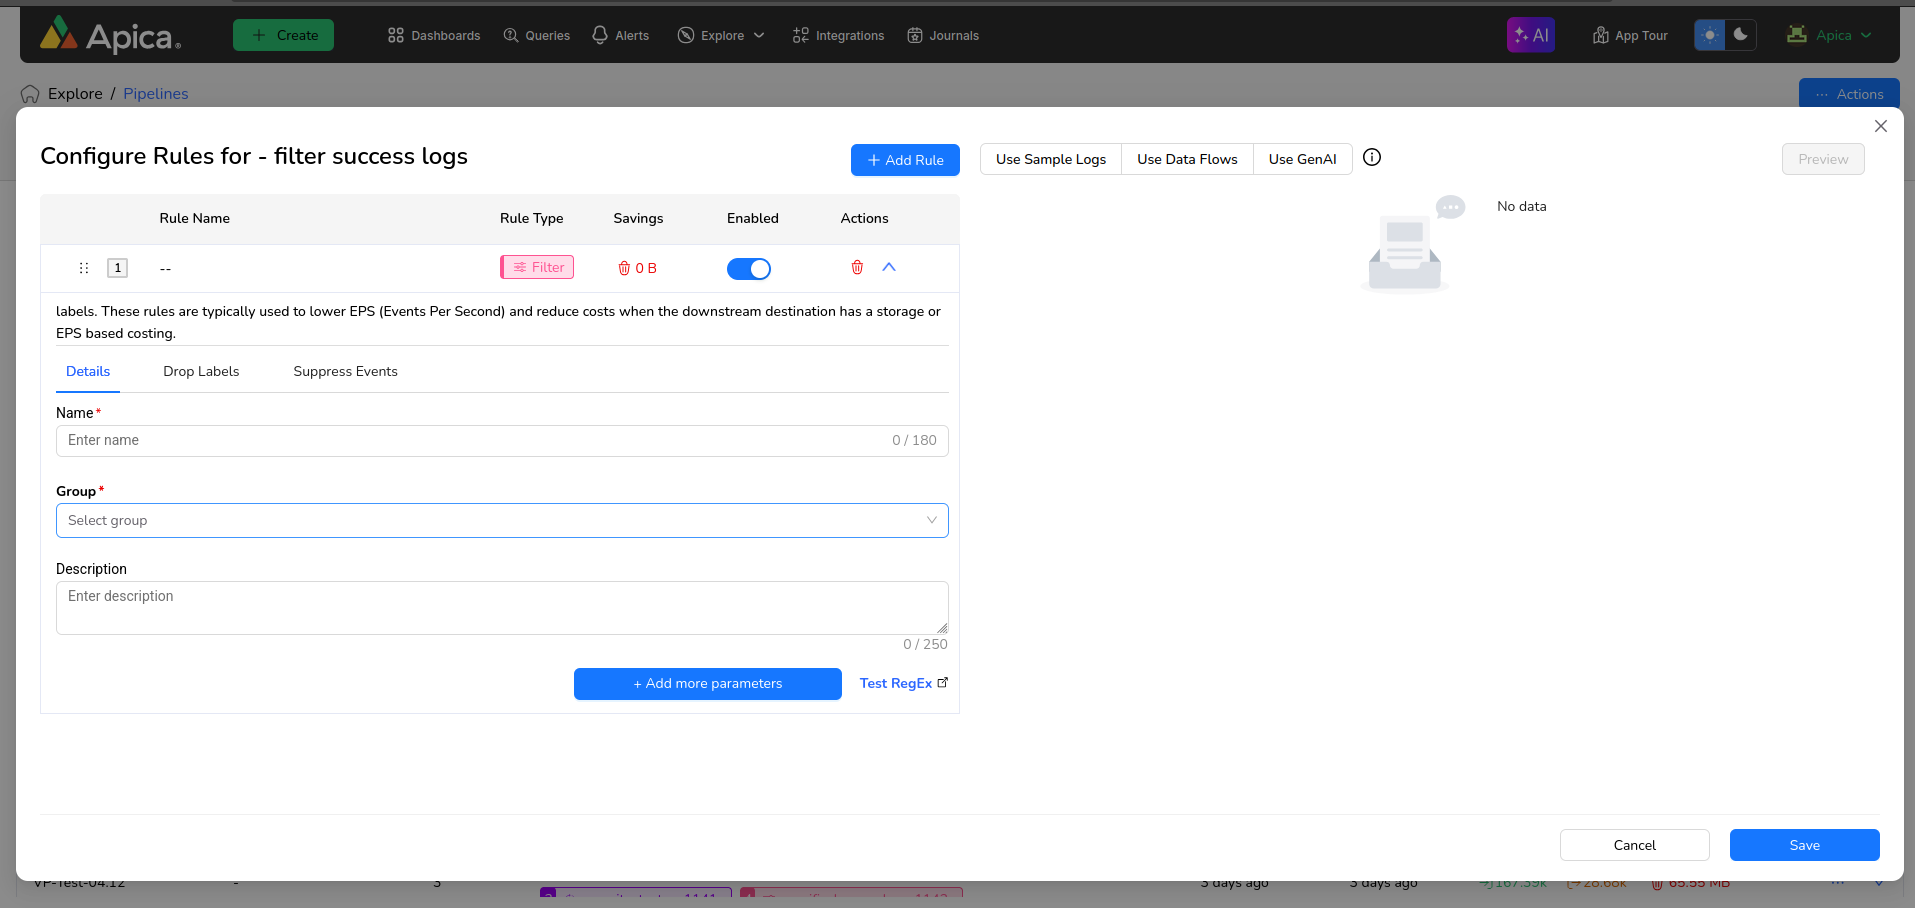 Apica
Create
Dashboards
Queries
Alerts
Explore
Integrations
Journals
AI
App Tour
Apica
Explore / Pipelines
··· Actions
Configure Rules for - filter success logs
+ Add Rule
Use Sample Logs
Use Data Flows
Use GenAI
Preview
Rule Name
Rule Type
Savings
Enabled
Actions
1
--
Filter
0 B
No data
labels. These rules are typically used to lower EPS (Events Per Second) and reduce costs when the downstream destination has a storage or
EPS based costing.
Details
Drop Labels
Suppress Events
Name*
Enter name
0 / 180
Group*
Select group
Description
Enter description
0 / 250
+ Add more parameters
Test RegEx
Cancel
Save
VP-Test-04.12
-
3
3 days ago
3 days ago
167.39k
28.68k
65.55 MB